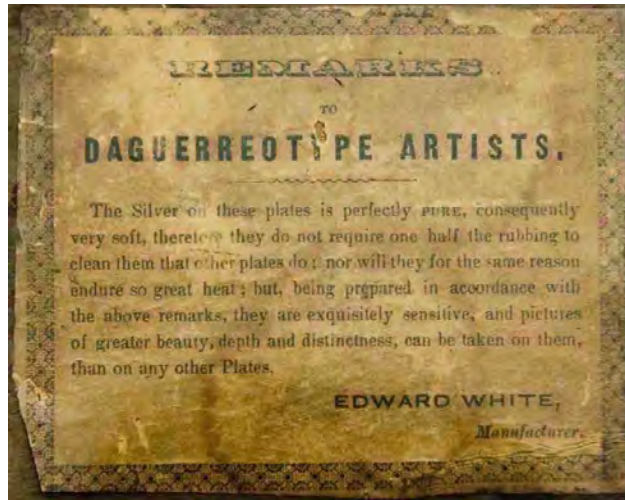 REMARKS
TO
DAGUERREOTYPE ARTISTS.
The Silver on these plates is perfectly PURE, consequently
very soft, therefore they do not require one half the rubbing to
clean them that other plates do; nor will they for the same reason
endure so great heat; but, being prepared in accordance with
the above remarks, they are exquisitely sensitive, and pictures
of greater beauty, depth and distinctness, can be taken on them,
than on any other Plates.
EDWARD WHITE,
Manufacturer.